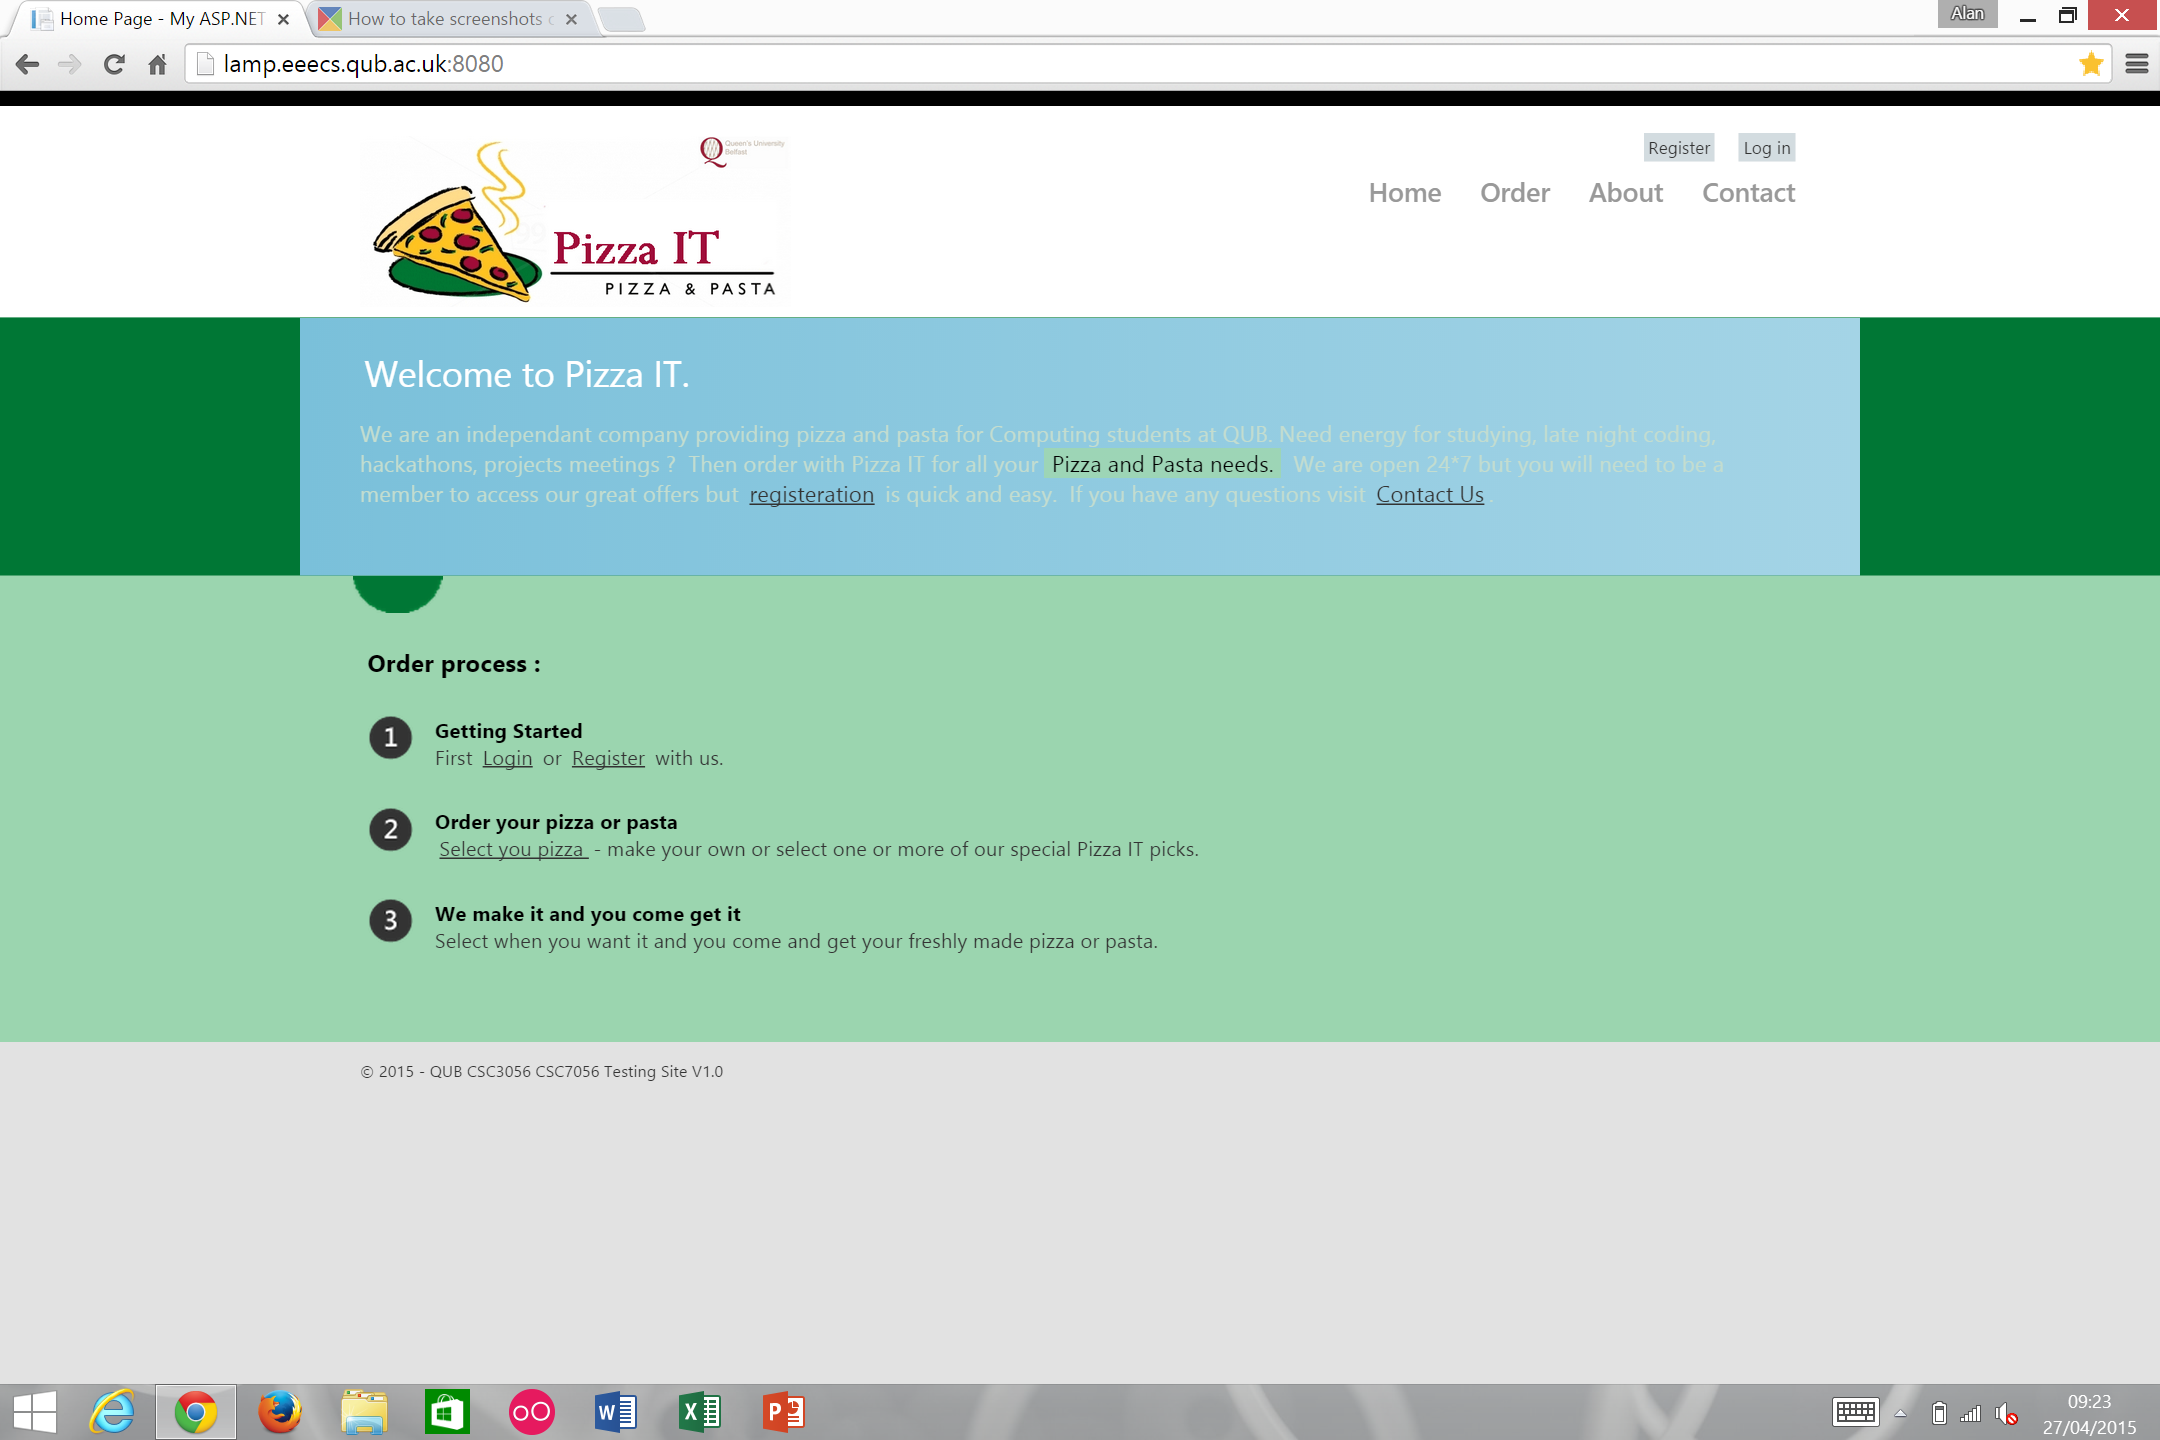 Home Page - My ASP.NET
How to take screenshots
Alan
lamp.eeecs.qub.ac.uk:8080
Queen's University
Belfast
Register Log in
Home Order About Contact
Pizza IT
PIZZA & PASTA
Welcome to Pizza IT.
We are an independant company providing pizza and pasta for Computing students at QUB. Need energy for studying, late night coding,
hackathons, projects meetings ? Then order with Pizza IT for all your Pizza and Pasta needs. We are open 24*7 but you will need to be a
member to access our great offers but registeration is quick and easy. If you have any questions visit Contact Us .
Order process :
1 Getting Started
First Login or Register with us.
2 Order your pizza or pasta
Select you pizza - make your own or select one or more of our special Pizza IT picks.
3 We make it and you come get it
Select when you want it and you come and get your freshly made pizza or pasta.
© 2015 - QUB CSC3056 CSC7056 Testing Site V1.0
09:23
27/04/2015